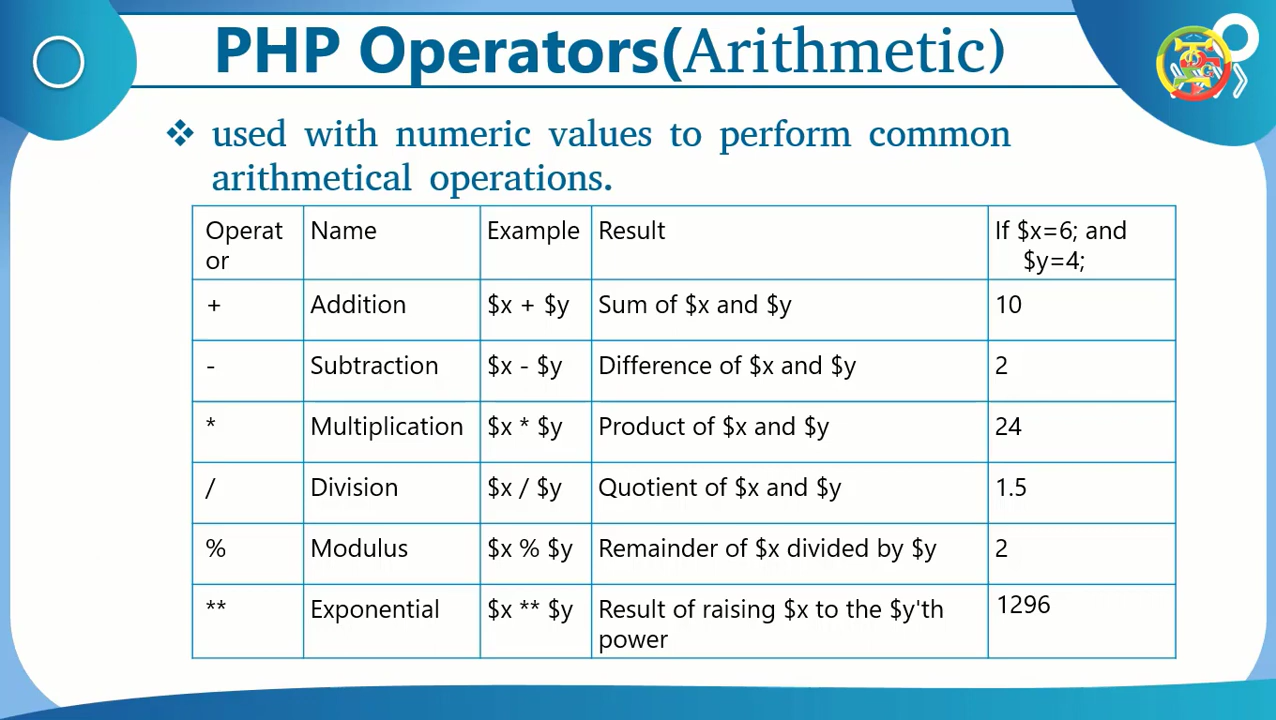 PHP Operators(Arithmetic)
❖ used with numeric values to perform common
arithmetical operations.
Operat
or
Name
Example
Result
If $x=6; and
$y=4;
+ Addition $x + $y Sum of $x and $y 10
- Subtraction $x - $y Difference of $x and $y 2
* Multiplication $x * $y Product of $x and $y 24
/ Division $x / $y Quotient of $x and $y 1.5
% Modulus $x % $y Remainder of $x divided by $y 2
** Exponential $x ** $y Result of raising $x to the $y'th 1296
power